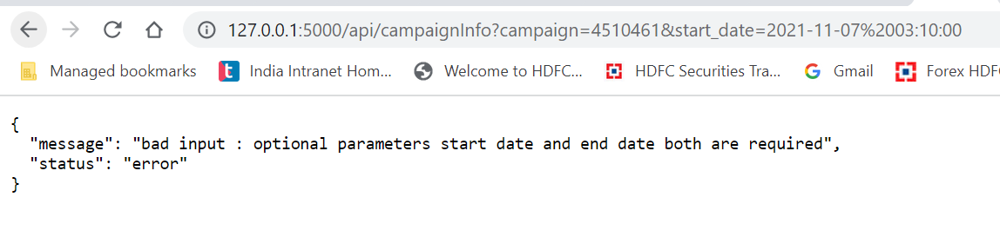 127.0.0.1:5000/api/campaignInfo?campaign=4510461&start_date=2021-11-07%2003:10:00
Managed bookmarks India Intranet Hom... Welcome to HDFC... HDFC Securities Tra... Gmail Forex HDF
{
"message": "bad input : optional parameters start date and end date both are required",
"status": "error"
}